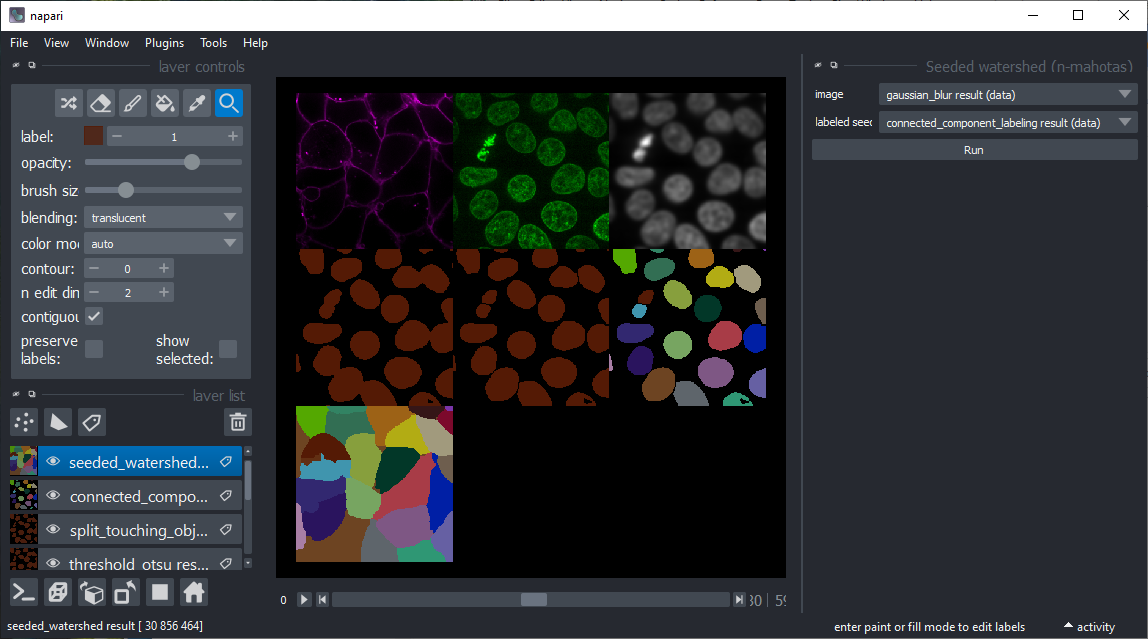 napari
File View Window Plugins Tools Help
layer controls
Seeded watershed (n-mahotas)
image gaussian_blur result (data)
labeled seec connected_component_labeling result (data)
Run
label: 1
opacity:
brush siz
blending: translucent
color mo auto
contour: 0
n edit din 2
contiguou
preserve labels:
show selected:
layer list
seeded_watershed...
connected_compo...
split_touching_obj...
threshold_otsu res...
0 30 | 59
seeded_watershed result [ 30 856 464]
enter paint or fill mode to edit labels
activity